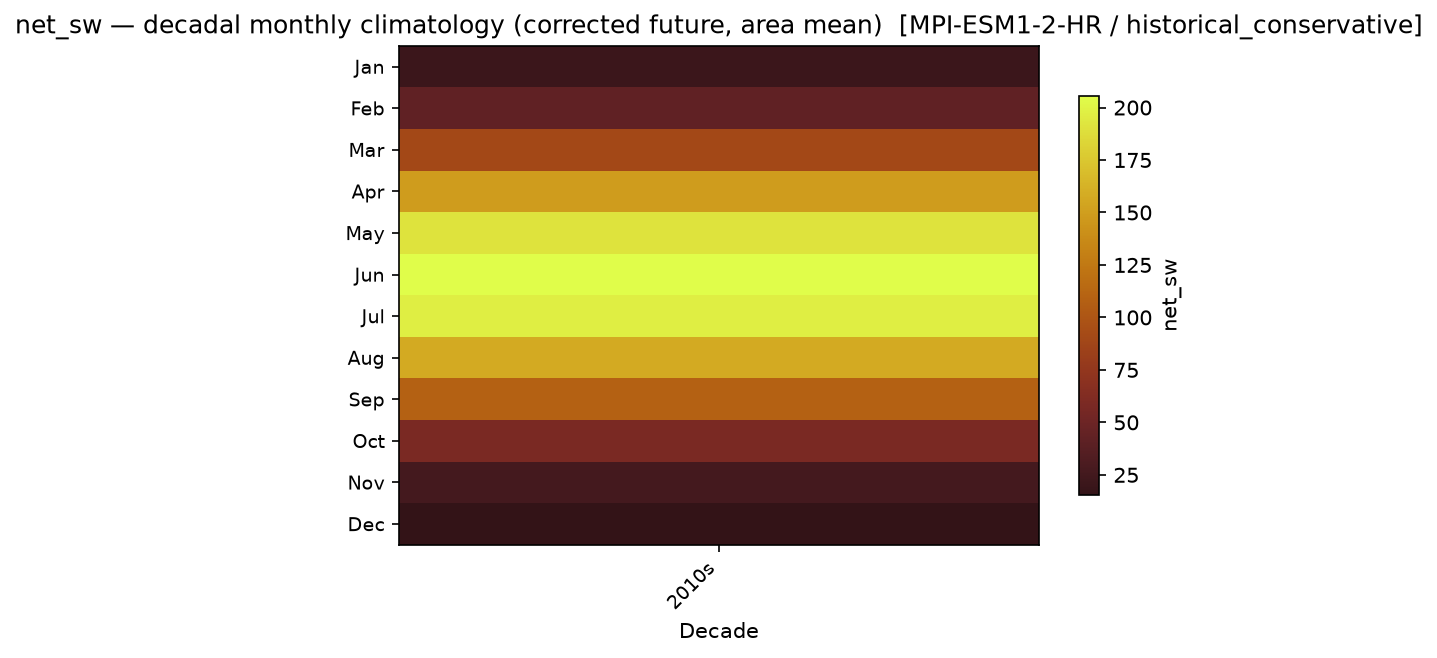 net_sw — decadal monthly climatology (corrected future, area mean)  [MPI-ESM1-2-HR / historical_conservative]
Jan
Feb
Mar
Apr
May
Jun
Jul
Aug
Sep
Oct
Nov
Dec
2010s
Decade
200
175
150
125
100
75
50
25
net_sw